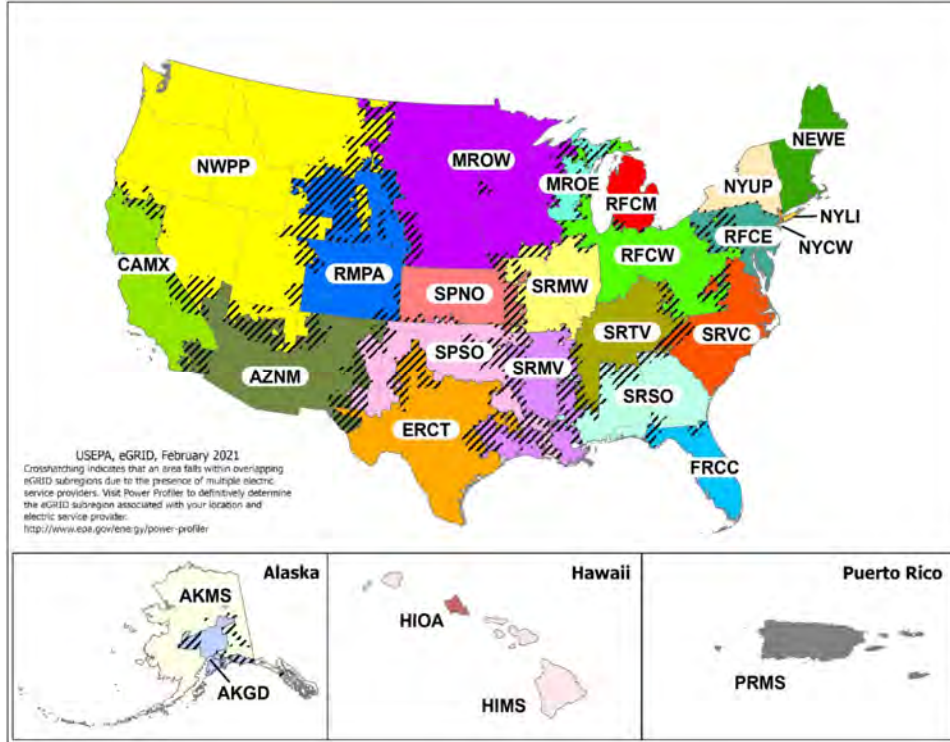 NEWE
NWPP
MROW
MROE
NYUP
RFCM
NYLI
RFCE
NYCW
RFCW
CAMX
RMPA
SRMW
SPNO
SRTV
SRVC
SPSO
SRMV
AZNM
SRSO
ERCT
FRCC
USEPA, eGRID, February 2021
Crosshatching indicates that an area falls within overlapping
eGRID subregions due to the presence of multiple electric
service providers. Visit Power Profiler to definitively determine
the eGRID subregion associated with your location and
electric service provider.
http://www.epa.gov/energy/power-profiler
Alaska
AKMS
AKGD
Hawaii
HIOA
HIMS
Puerto Rico
PRMS